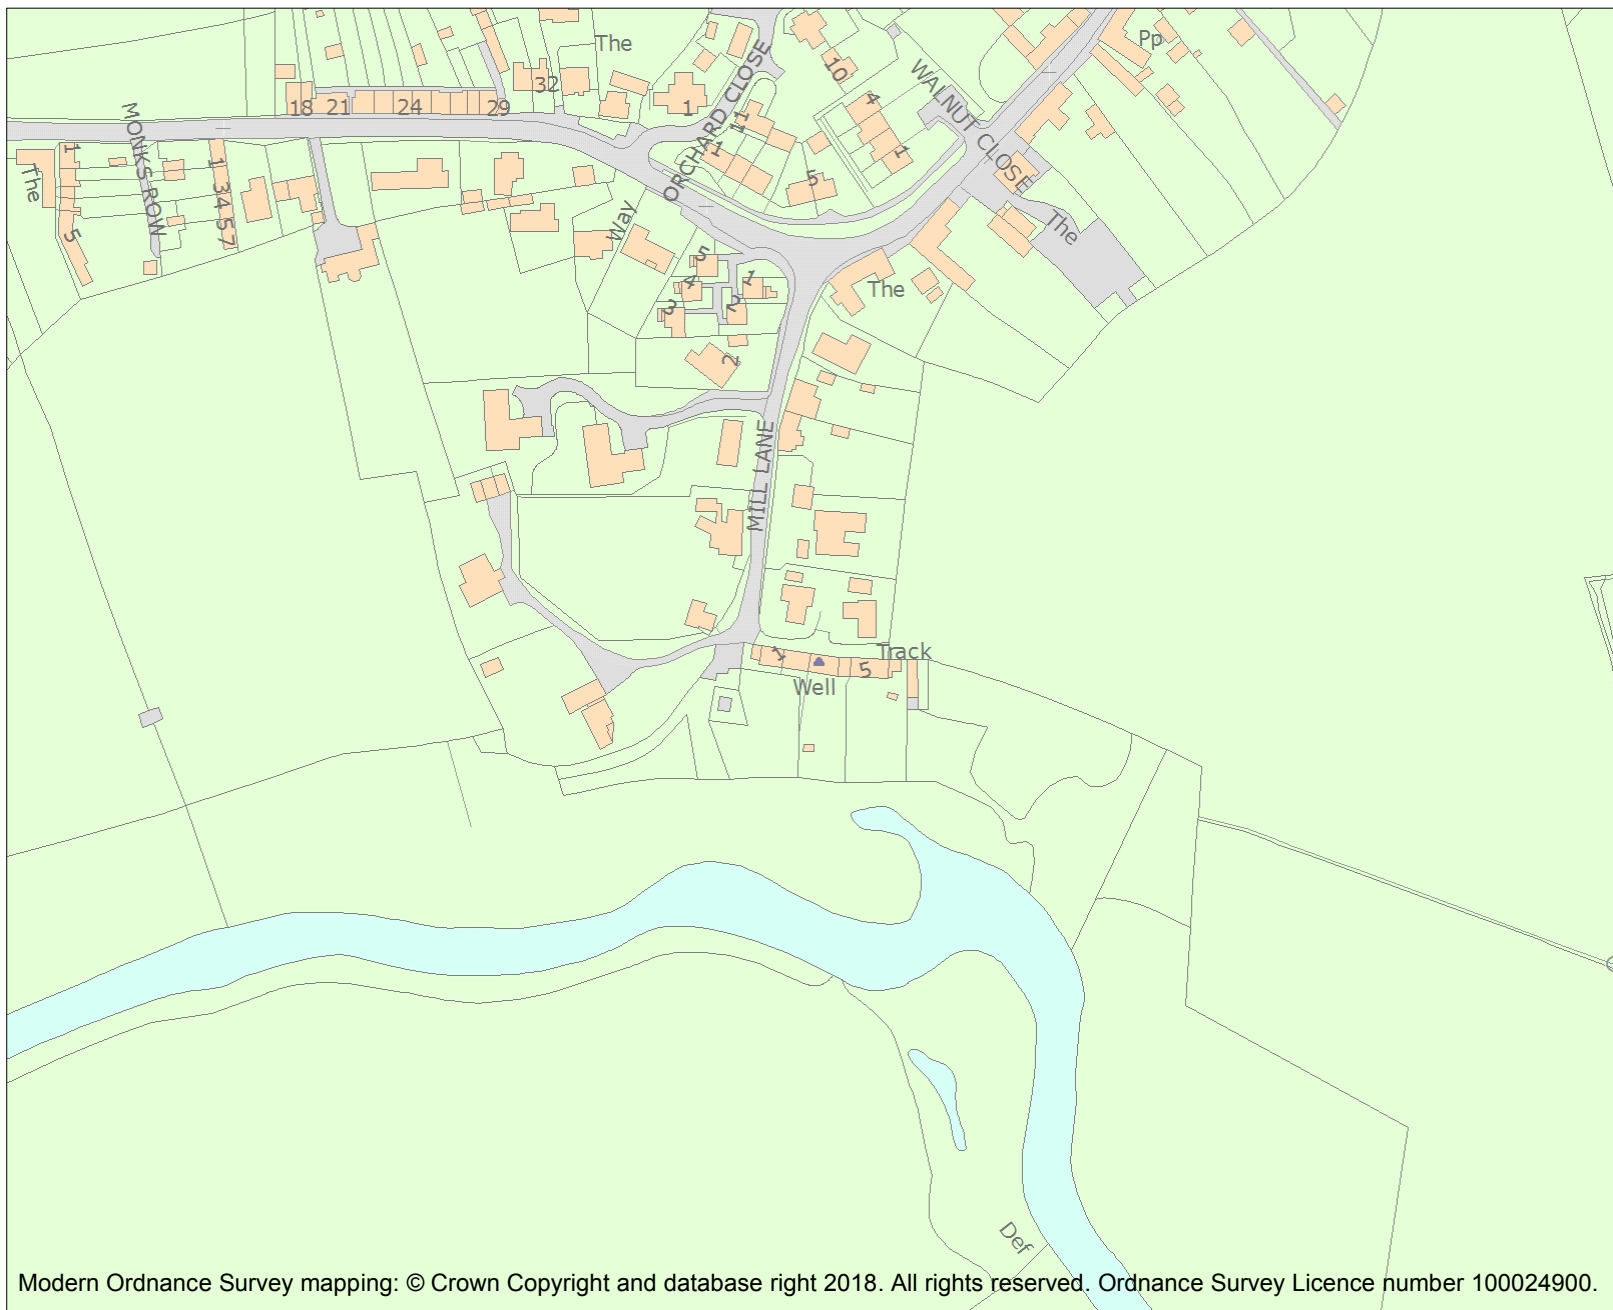 The
Pp
32
10
WALNUT CLOSE
ORCHARD CLOSE
18 21 24 29
1
4
11
MONKS ROW
1
1
1
1
The
3 4 5 7
5
5
Way
The
5
4
1
3
2
The
2
MILL LANE
1
5
Track
Well
Def
Modern Ordnance Survey mapping: © Crown Copyright and database right 2018. All rights reserved. Ordnance Survey Licence number 100024900.